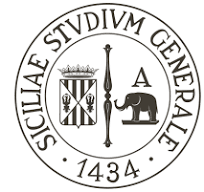 SICILIAE STVDIVM GENERALE
· 1434 ·
A